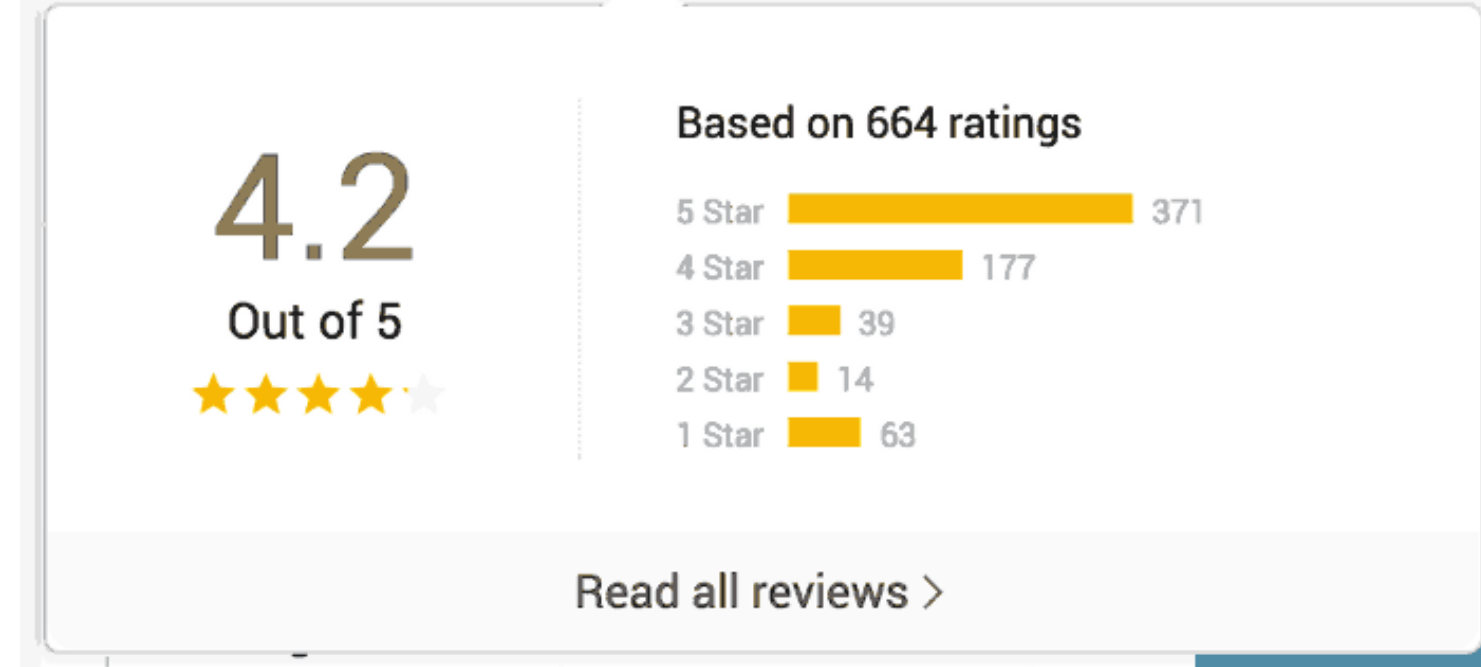 4.2
Out of 5
Based on 664 ratings
5 Star 371
4 Star 177
3 Star 39
2 Star 14
1 Star 63
Read all reviews >